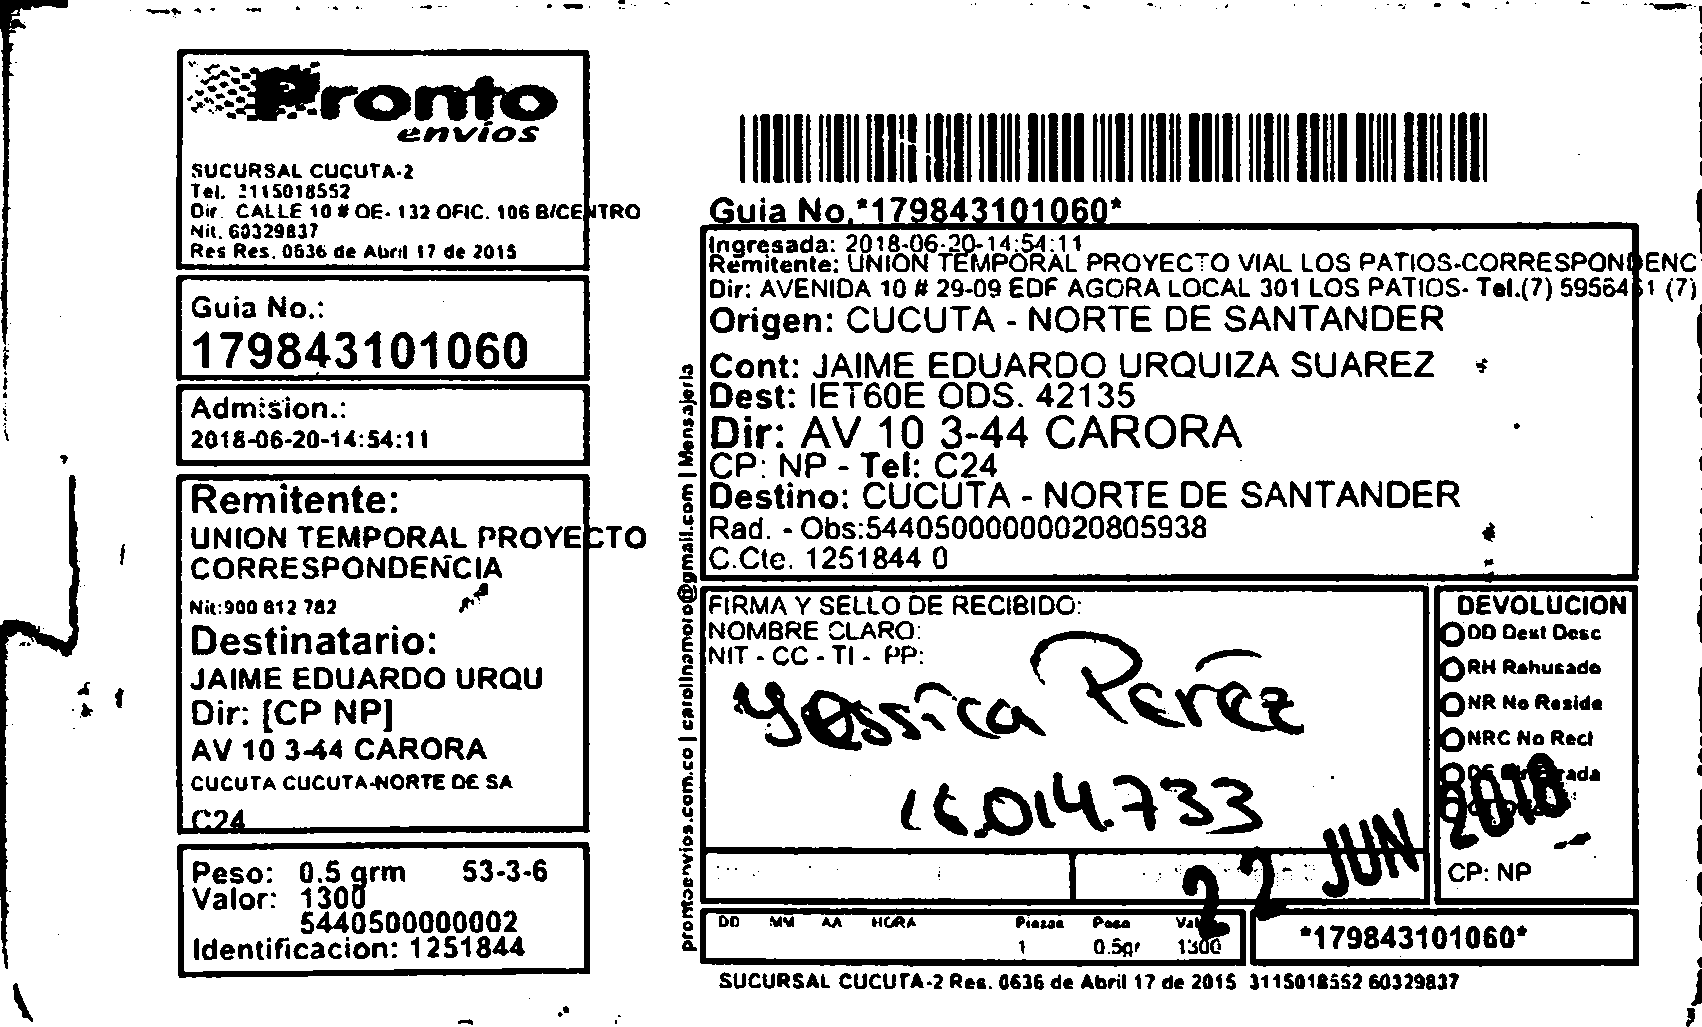 Pronto
envios
SUCURSAL CUCUTA-2
Tel. 3115018552
Dir. CALLE 10 # OE- 132 OFIC. 106 B/CENTRO
Nit. 60329837
Res Res. 0636 de Abril 17 de 2015
Guia No.:
179843101060
Admision.:
2018-06-20-14:54:11
Remitente:
UNION TEMPORAL PROYECTO
CORRESPONDENCIA
Nit:900 812 782
Destinatario:
JAIME EDUARDO URQU
Dir: [CP NP]
AV 10 3-44 CARORA
CUCUTA CUCUTA-NORTE DE SA
C24
Peso: 0.5 grm 53-3-6
Valor: 1300
5440500000002
Identificacion: 1251844
prontoenvios.com.co | carolinamoro@gmail.com | Mensajeria
Guia No.*179843101060*
Ingresada: 2018-06-20-14:54:11
Remitente: UNION TEMPORAL PROYECTO VIAL LOS PATIOS-CORRESPONDENC
Dir: AVENIDA 10 # 29-09 EDF AGORA LOCAL 301 LOS PATIOS- Tel.(7) 5956461 (7)
Origen: CUCUTA - NORTE DE SANTANDER
Cont: JAIME EDUARDO URQUIZA SUAREZ
Dest: IET60E ODS. 42135
Dir: AV 10 3-44 CARORA
CP: NP - Tel: C24
Destino: CUCUTA - NORTE DE SANTANDER
Rad. - Obs:54405000000020805938
C.Cte. 1251844 0
FIRMA Y SELLO DE RECIBIDO:
NOMBRE CLARO:
NIT - CC - TI - PP:
Yessica Perez
16.014.733
22 JUN 2018
DEVOLUCION
DD Dest Desc
RH Rehusado
NR No Reside
NRC No Recl
CP: NP
DD MM AA HORA Piezas Peso Valor
1 0.5gr 1300
*179843101060*
SUCURSAL CUCUTA-2 Res. 0636 de Abril 17 de 2015 3115018552 60329837